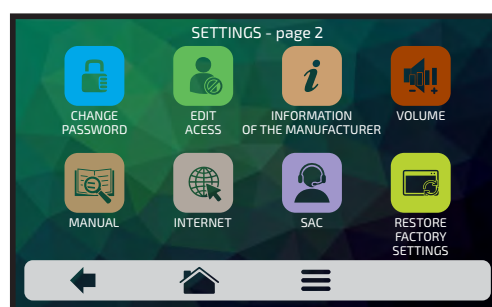 SETTINGS - page 2
CHANGE
PASSWORD
EDIT
ACESS
INFORMATION
OF THE MANUFACTURER
VOLUME
MANUAL
INTERNET
SAC
RESTORE
FACTORY
SETTINGS